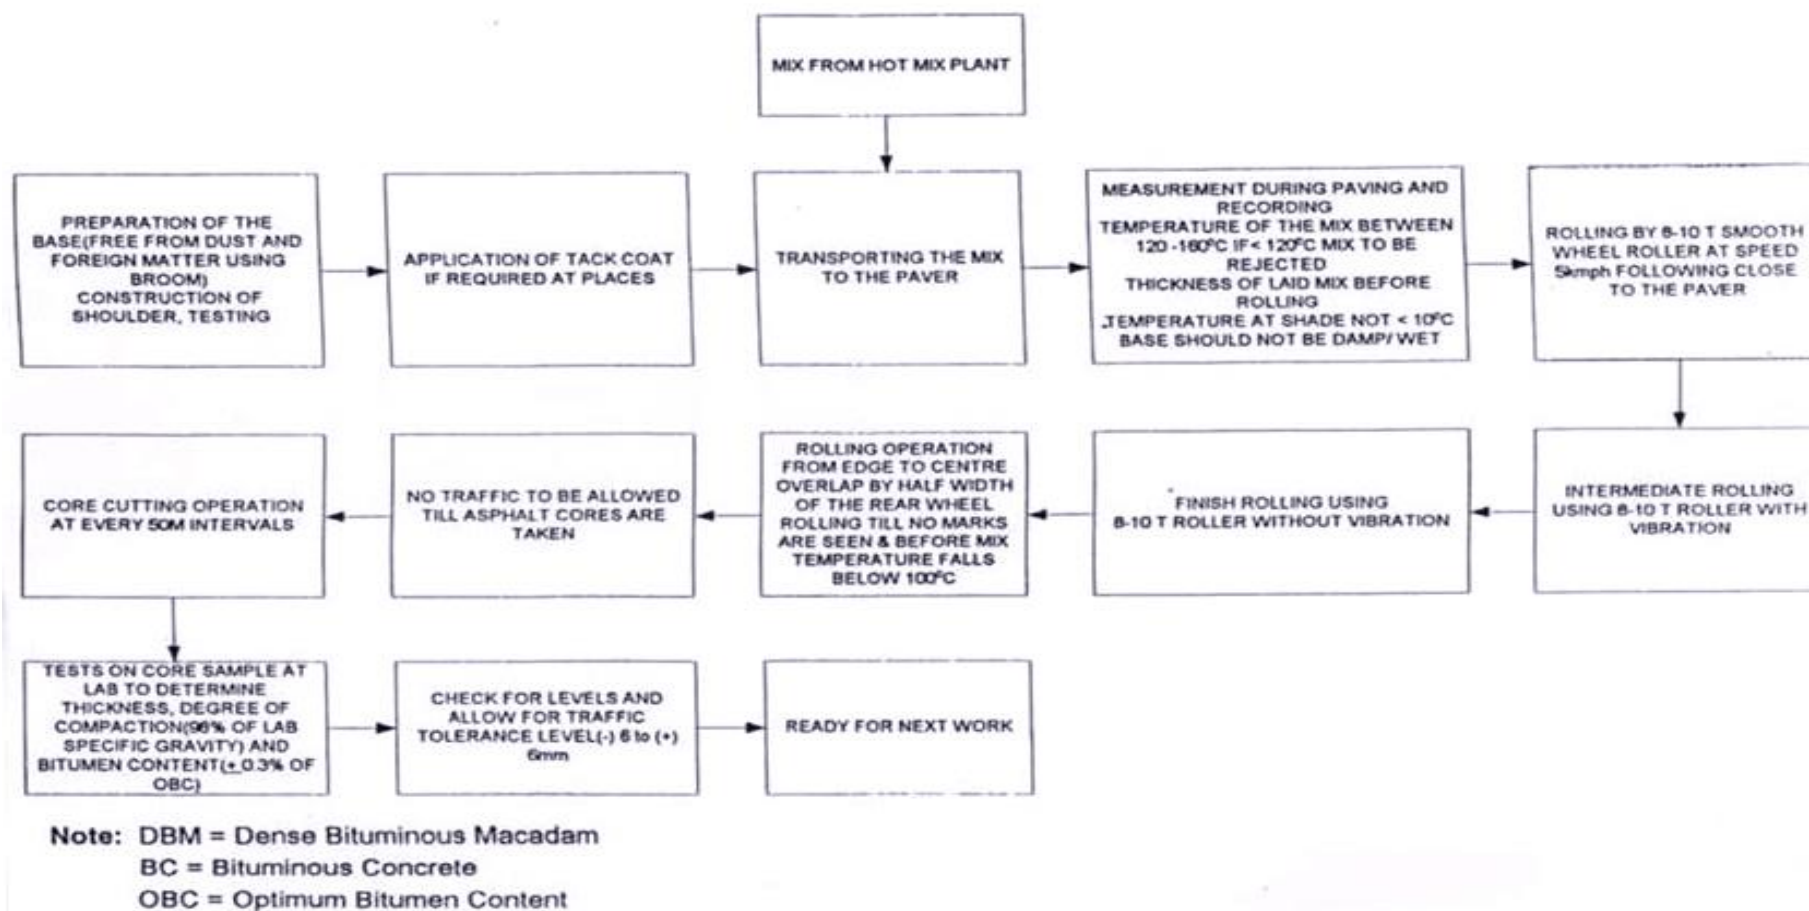 MIX FROM HOT MIX PLANT
PREPARATION OF THE
BASE(FREE FROM DUST AND
FOREIGN MATTER USING
BROOM)
CONSTRUCTION OF
SHOULDER, TESTING
APPLICATION OF TACK COAT
IF REQUIRED AT PLACES
TRANSPORTING THE MIX
TO THE PAVER
MEASUREMENT DURING PAVING AND
RECORDING
TEMPERATURE OF THE MIX BETWEEN
120 -160°C IF< 120°C MIX TO BE
REJECTED
THICKNESS OF LAID MIX BEFORE
ROLLING
.TEMPERATURE AT SHADE NOT < 10°C
BASE SHOULD NOT BE DAMP/ WET
ROLLING BY 8-10 T SMOOTH
WHEEL ROLLER AT SPEED
5kmph FOLLOWING CLOSE
TO THE PAVER
INTERMEDIATE ROLLING
USING 8-10 T ROLLER WITH
VIBRATION
FINISH ROLLING USING
8-10 T ROLLER WITHOUT VIBRATION
ROLLING OPERATION
FROM EDGE TO CENTRE
OVERLAP BY HALF WIDTH
OF THE REAR WHEEL
ROLLING TILL NO MARKS
ARE SEEN & BEFORE MIX
TEMPERATURE FALLS
BELOW 100°C
NO TRAFFIC TO BE ALLOWED
TILL ASPHALT CORES ARE
TAKEN
CORE CUTTING OPERATION
AT EVERY 50M INTERVALS
TESTS ON CORE SAMPLE AT
LAB TO DETERMINE
THICKNESS, DEGREE OF
COMPACTION(98% OF LAB
SPECIFIC GRAVITY) AND
BITUMEN CONTENT(± 0.3% OF
OBC)
CHECK FOR LEVELS AND
ALLOW FOR TRAFFIC
TOLERANCE LEVEL(-) 6 to (+)
6mm
READY FOR NEXT WORK
Note: DBM = Dense Bituminous Macadam
BC = Bituminous Concrete
OBC = Optimum Bitumen Content